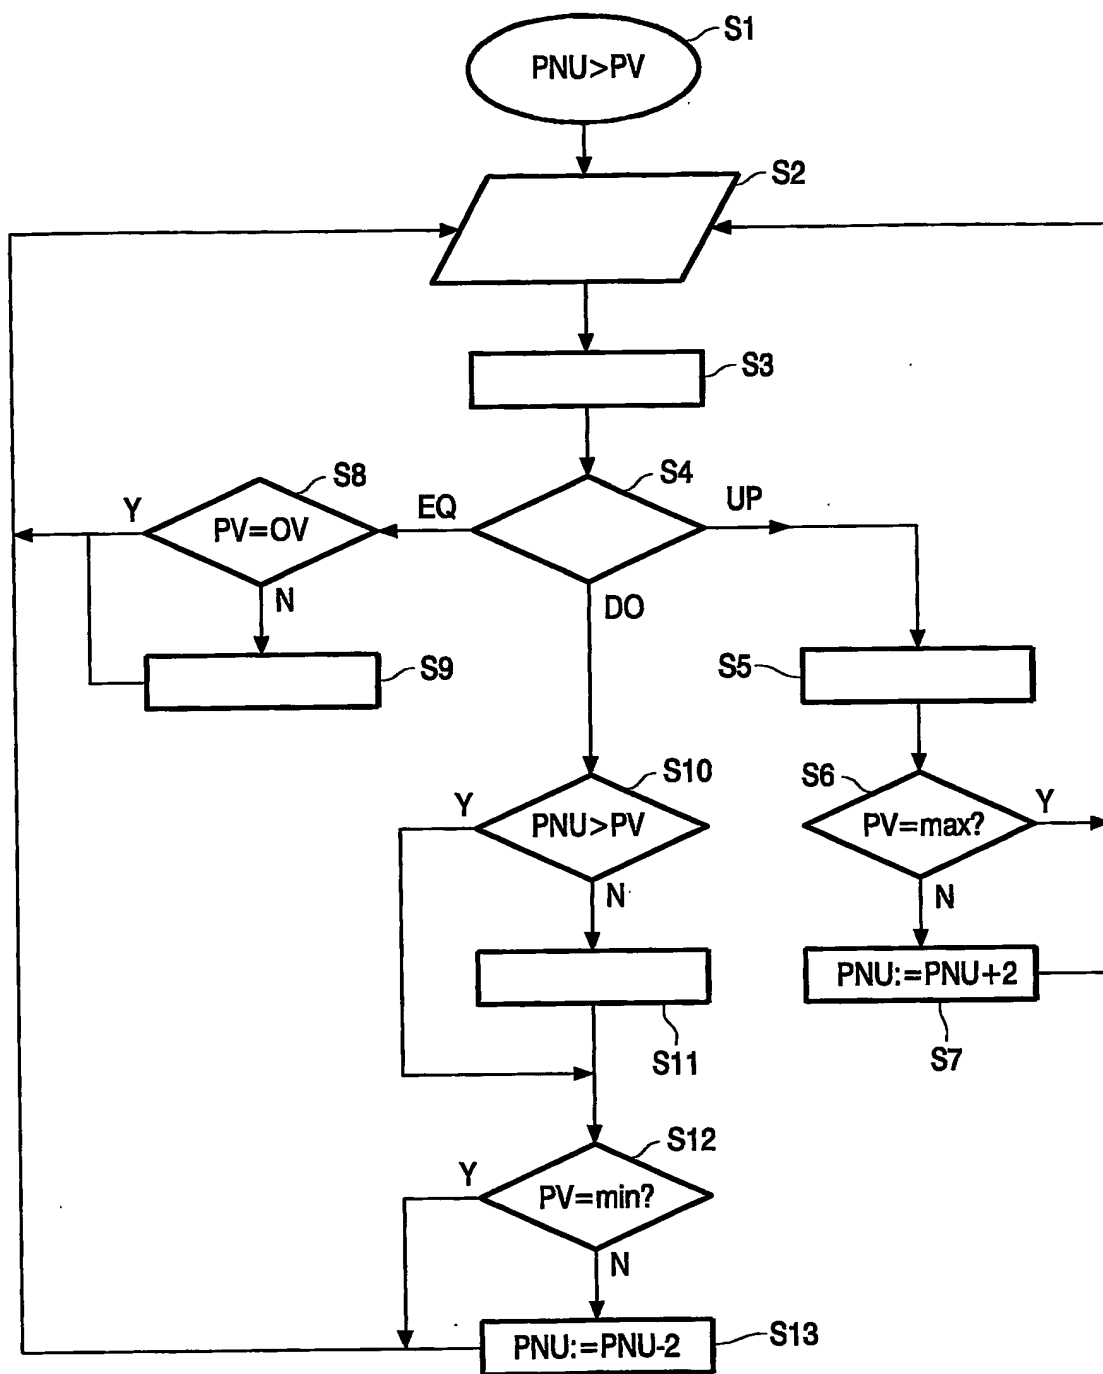 S1
PNU>PV
S2
S3
S4
S8
Y
EQ
UP
PV=OV
N
DO
S9
S5
S10
S6
Y
Y
PNU>PV
PV=max?
N
N
PNU:=PNU+2
S11
S7
S12
Y
PV=min?
N
PNU:=PNU-2
S13